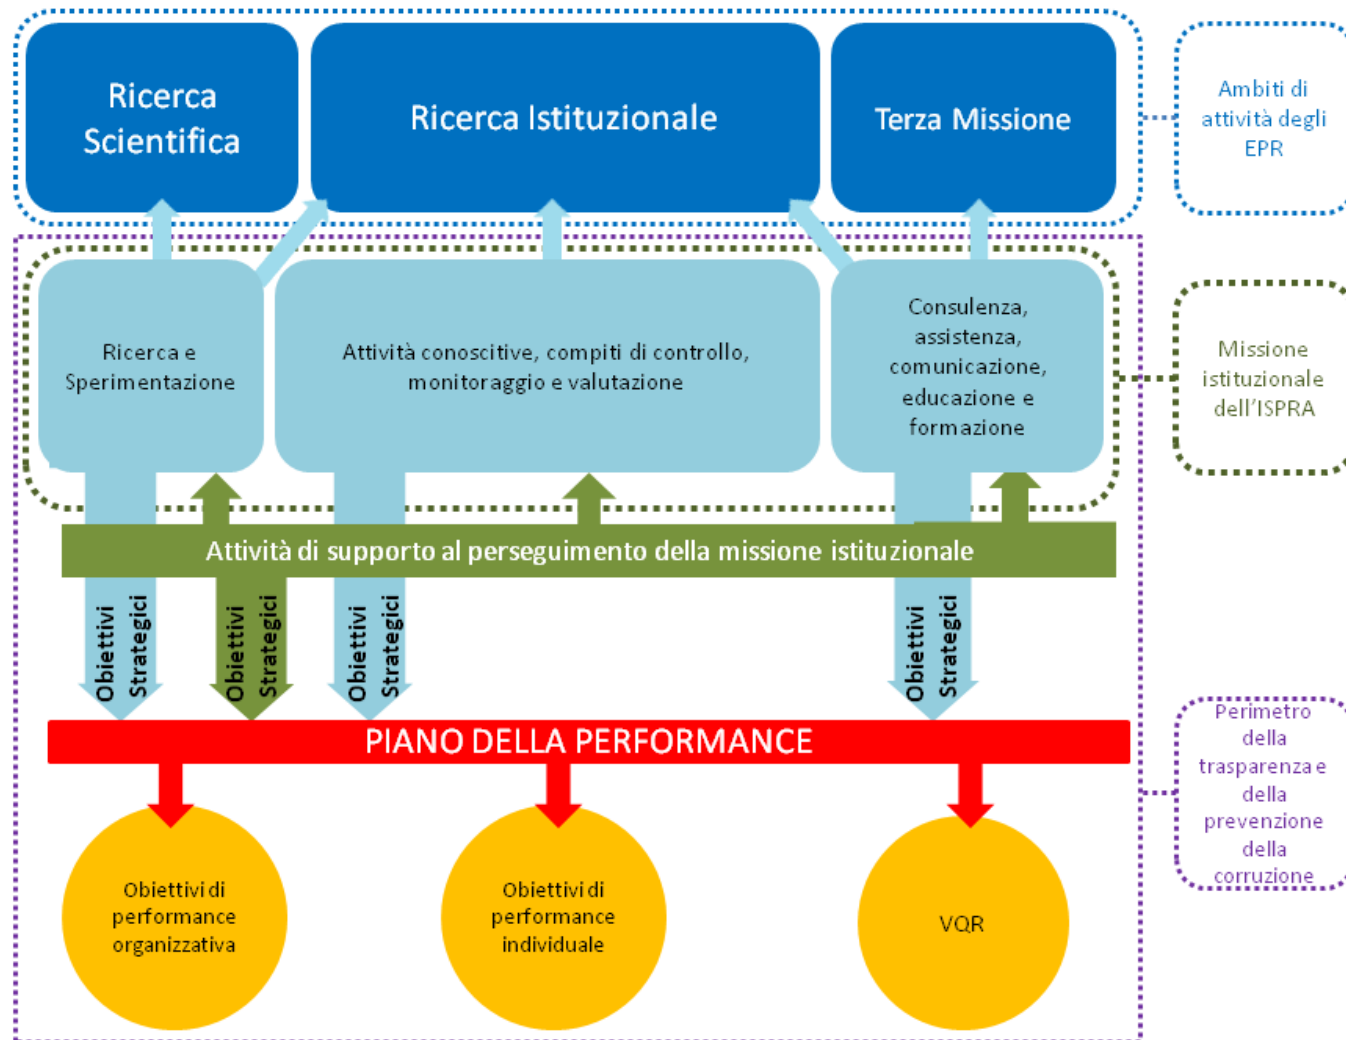 Ricerca
Scientifica
Ricerca Istituzionale
Terza Missione
Ambiti di
attività degli
EPR
Ricerca e
Sperimentazione
Attività conoscitive, compiti di controllo,
monitoraggio e valutazione
Consulenza,
assistenza,
comunicazione,
educazione e
formazione
Missione
istituzionale
dell'ISPRA
Attività di supporto al perseguimento della missione istituzionale
Obiettivi
Strategici
Obiettivi
Strategici
Obiettivi
Strategici
Obiettivi
Strategici
PIANO DELLA PERFORMANCE
Perimetro
della
trasparenza e
della
prevenzione
della
corruzione
Obiettivi di
performance
organizzativa
Obiettivi di
performance
individuale
VQR